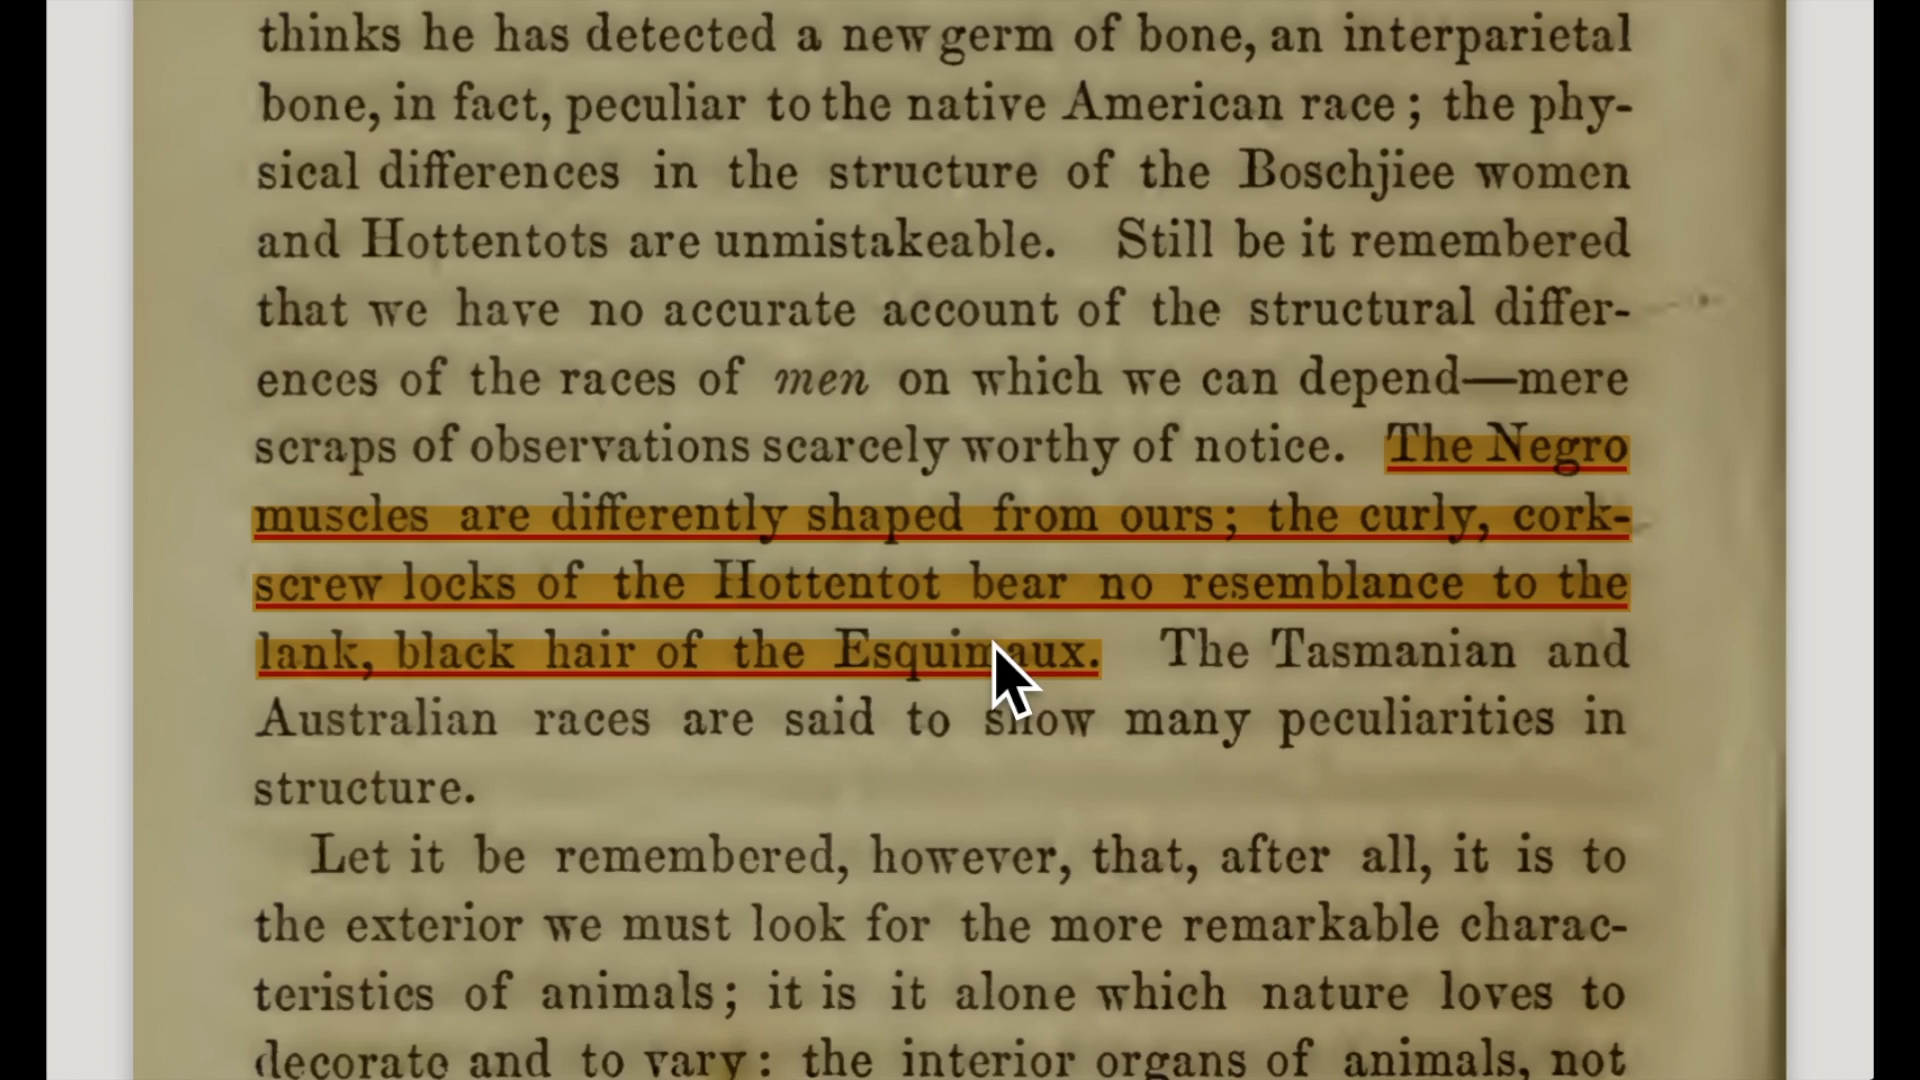 thinks he has detected a new germ of bone, an interparietal
bone, in fact, peculiar to the native American race; the phy-
sical differences in the structure of the Boschjiee women
and Hottentots are unmistakeable. Still be it remembered
that we have no accurate account of the structural differ-
ences of the races of men on which we can depend—mere
scraps of observations scarcely worthy of notice. The Negro
muscles are differently shaped from ours; the curly, cork-
screw locks of the Hottentot bear no resemblance to the
lank, black hair of the Esquimaux. The Tasmanian and
Australian races are said to show many peculiarities in
structure.
Let it be remembered, however, that, after all, it is to
the exterior we must look for the more remarkable charac-
teristics of animals; it is it alone which nature loves to
decorate and to vary: the interior organs of animals, not